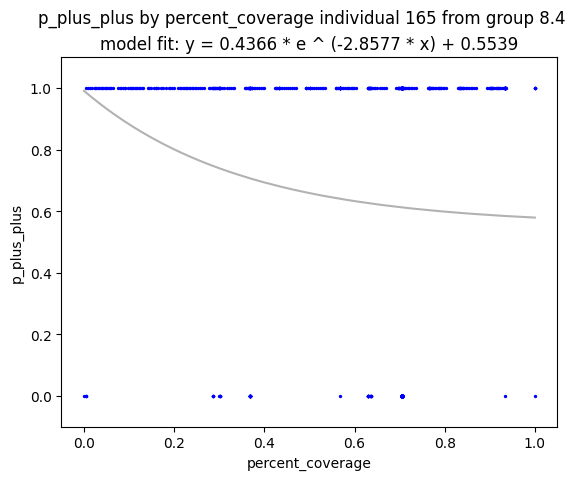 p_plus_plus by percent_coverage individual 165 from group 8.4
model fit: y = 0.4366 * e ^ (-2.8577 * x) + 0.5539
1.0
0.8
0.6
0.4
0.2
0.0
p_plus_plus
0.0 0.2 0.4 0.6 0.8 1.0
percent_coverage